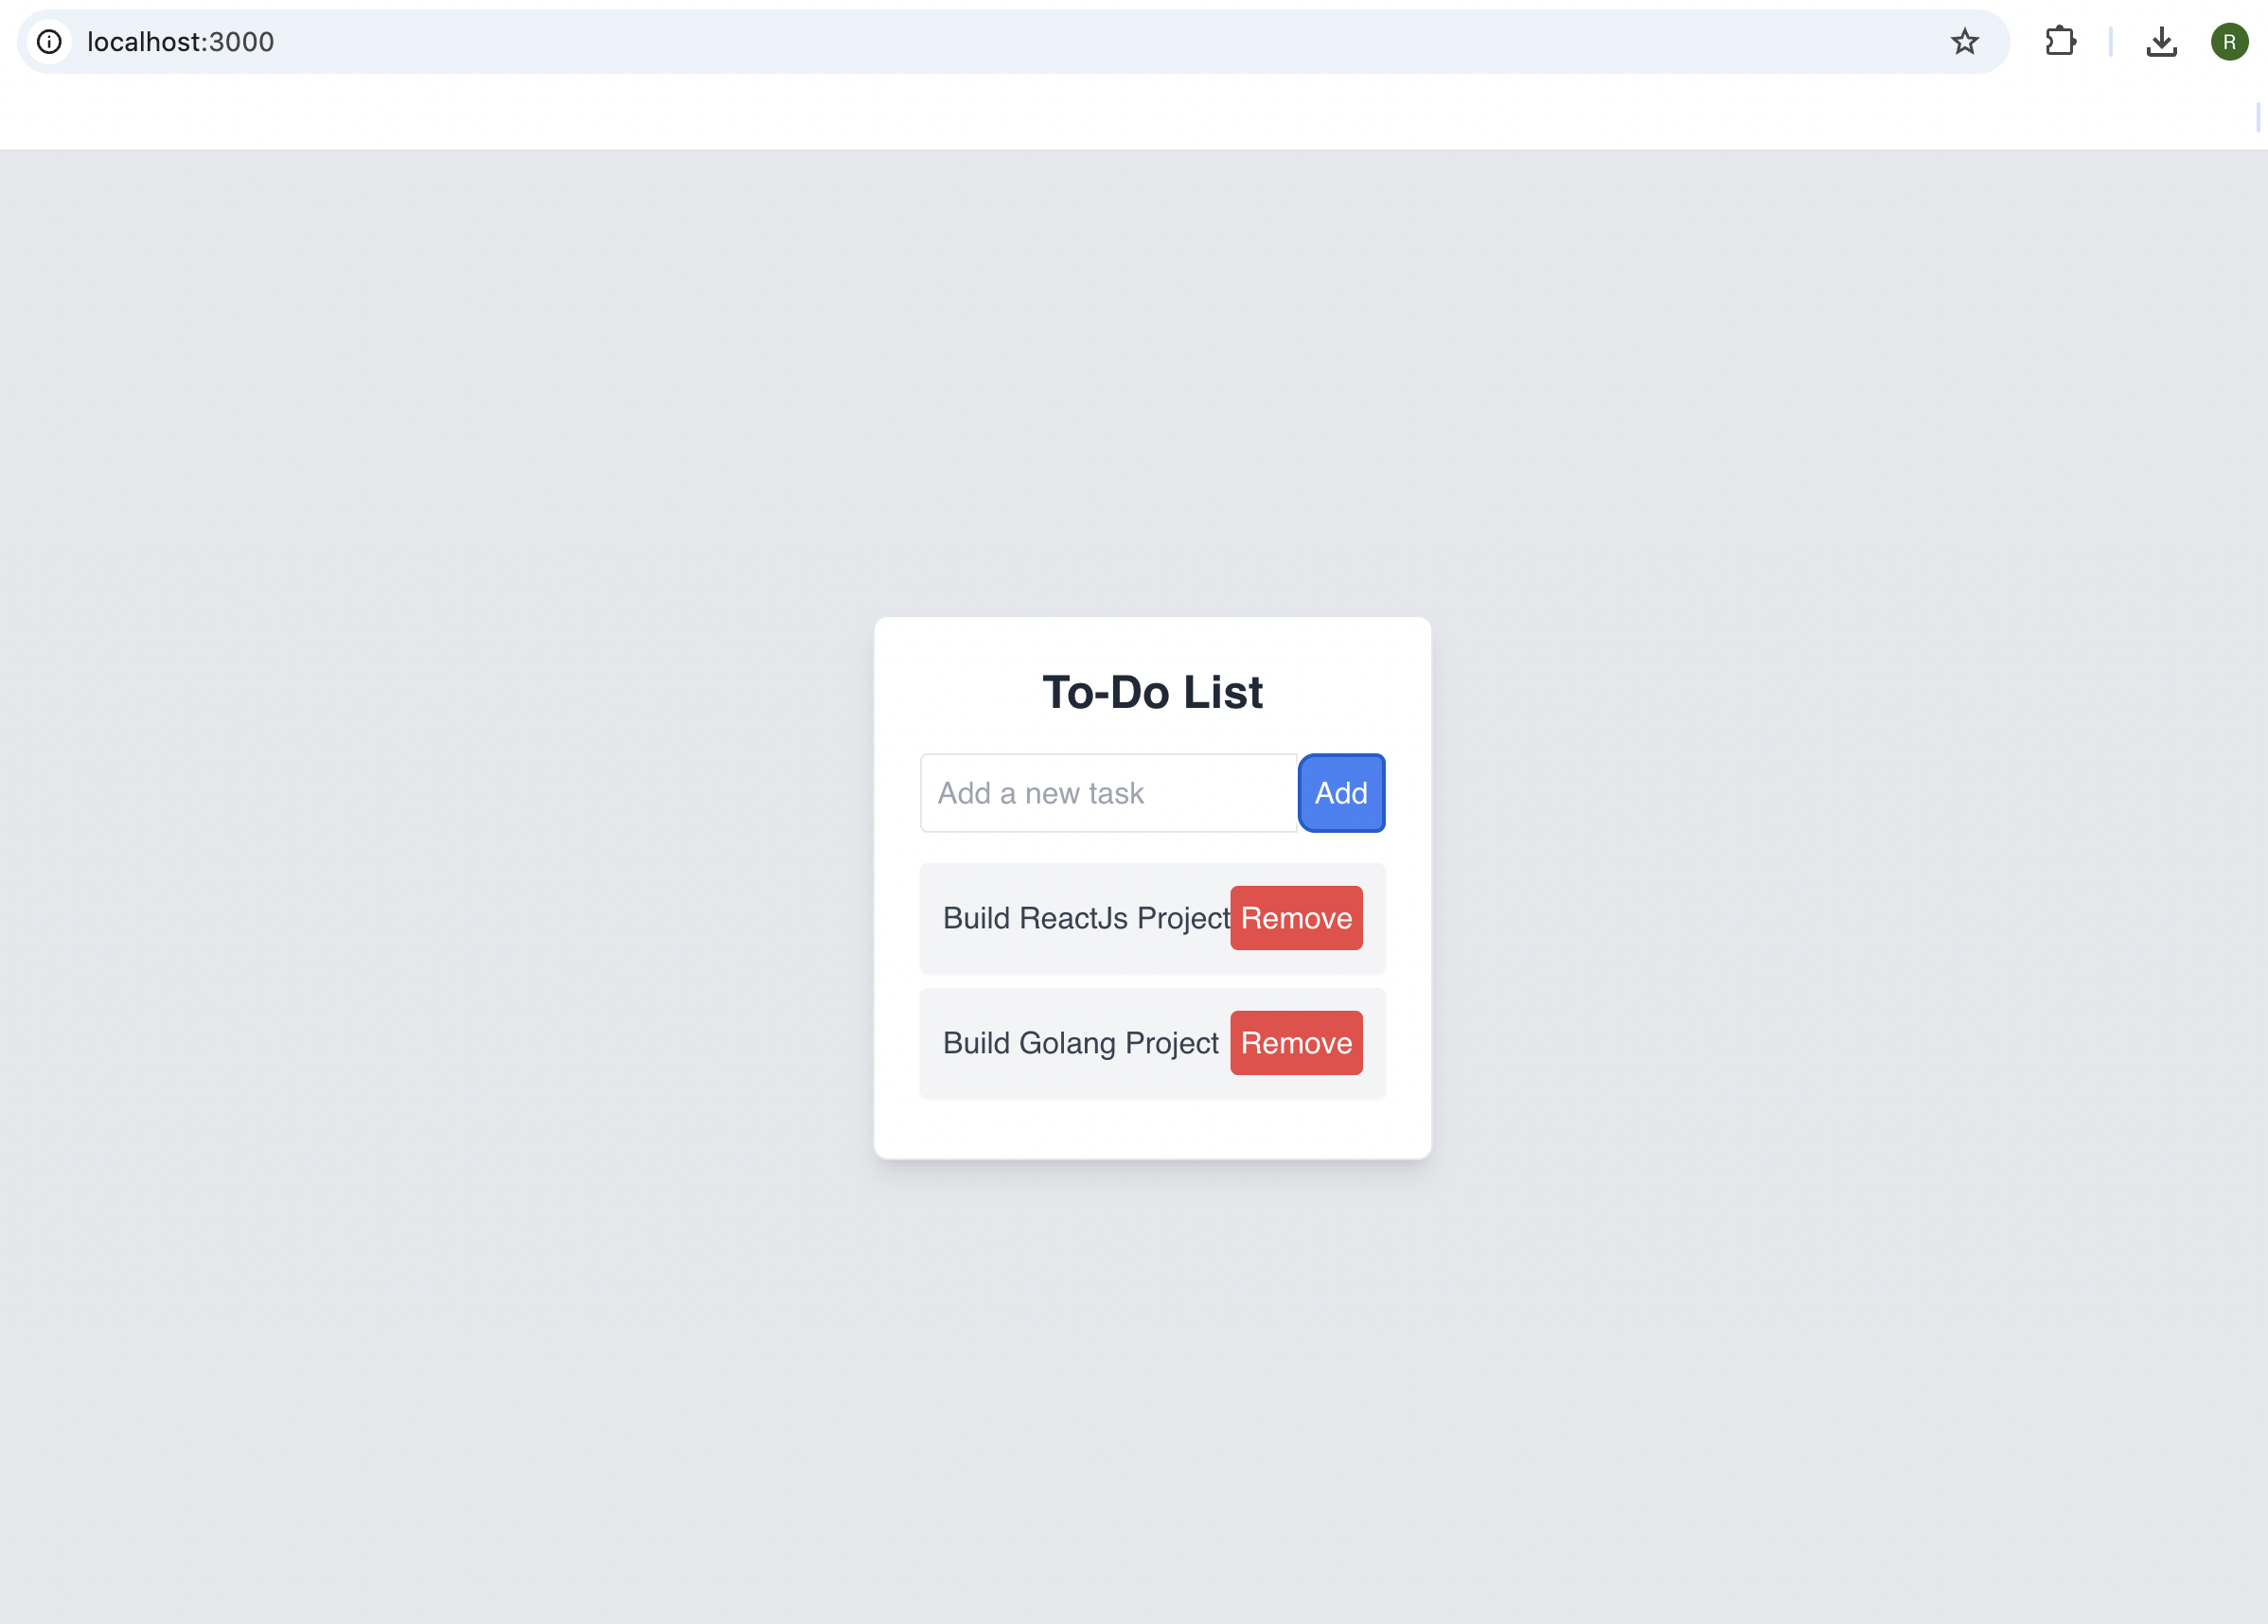 localhost:3000
R
To-Do List
Add a new task Add
Build ReactJs Project Remove
Build Golang Project Remove